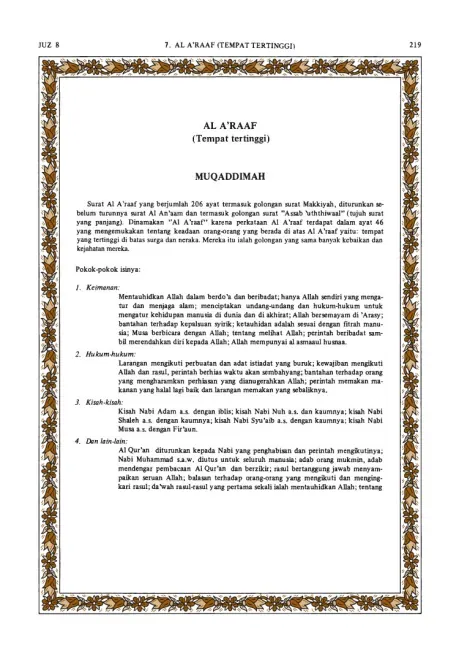 JUZ 8 7. AL A'RAAF (TEMPAT TERTINGGI) 219
AL A'RAAF
(Tempat tertinggi)
MUQADDIMAH
Surat Al A'raaf yang berjumlah 206 ayat termasuk golongan surat Makkiyah, diturunkan se-
belum turunnya surat Al An'aam dan termasuk golongan surat "Assab 'uththiwaal" (tujuh surat
yang panjang). Dinamakan "Al A'raaf" karena perkataan Al A'raaf terdapat dalam ayat 46
yang mengemukakan tentang keadaan orang-orang yang berada di atas Al A'raaf yaitu: tempat
yang tertinggi di batas surga dan neraka. Mereka itu ialah golongan yang sama banyak kebaikan dan
kejahatan mereka.
Pokok-pokok isinya:
1. Keimanan:
Mentauhidkan Allah dalam berdo'a dan beribadat; hanya Allah sendiri yang menga-
tur dan menjaga alam; menciptakan undang-undang dan hukum-hukum untuk
mengatur kehidupan manusia di dunia dan di akhirat; Allah bersemayam di 'Arasy;
bantahan terhadap kepalsuan syirik; ketauhidan adalah sesuai dengan fitrah manu-
sia; Musa berbicara dengan Allah; tentang melihat Allah; perintah beribadat sam-
bil merendahkan diri kepada Allah; Allah mempunyai al asmaaul husnaa.
2. Hukum-hukum:
Larangan mengikuti perbuatan dan adat istiadat yang buruk; kewajiban mengikuti
Allah dan rasul, perintah berhias waktu akan sembahyang; bantahan terhadap orang
yang mengharamkan perhiasan yang dianugerahkan Allah; perintah memakan ma-
kanan yang halal lagi baik dan larangan memakan sebaliknya.
3. Kisah-kisah:
Kisah Nabi Adam a.s. dengan iblis; kisah Nabi Nuh a.s. dan kaumnya; kisah Nabi
Shaleh a.s. dengan kaumnya; kisah Nabi Syu'aib a.s. dengan kaumnya; kisah Nabi
Musa a.s. dengan Fir'aun.
4. Dan lain-lain:
Al Qur'an diturunkan kepada Nabi yang penghabisan dan perintah mengikutinya;
Nabi Muhammad s.a.w. diutus untuk seluruh manusia; adab orang mukmin, adab
mendengar pembacaan Al Qur'an dan berzikir; rasul bertanggung jawab menyam-
paikan seruan Allah; balasan terhadap orang-orang yang mengikuti dan menging-
kari rasul; da'wah rasul-rasul yang pertama sekali ialah mentauhidkan Allah; tentang